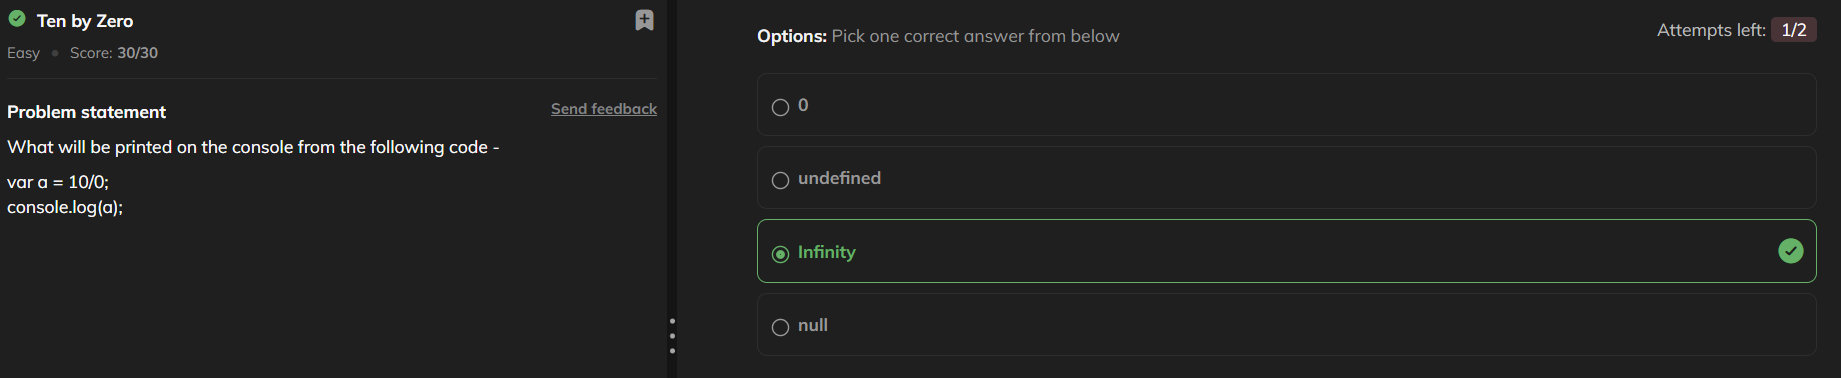 Ten by Zero
Easy • Score: 30/30
Problem statement
Send feedback
What will be printed on the console from the following code -
var a = 10/0;
console.log(a);
Options: Pick one correct answer from below
Attempts left: 1/2
0
undefined
Infinity
null